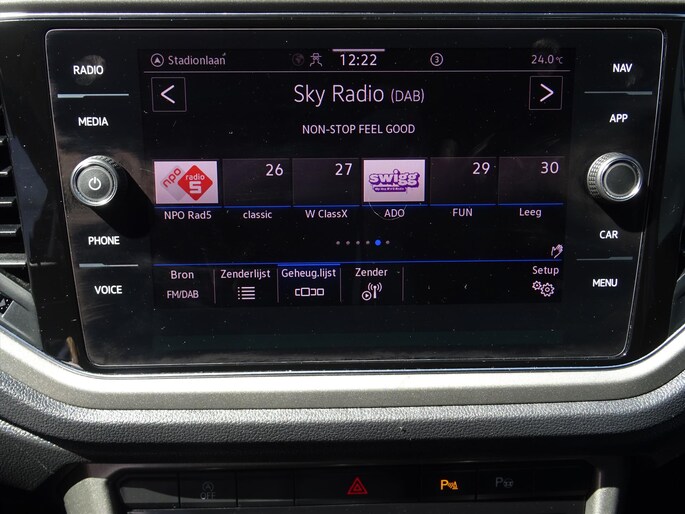 RADIO
MEDIA
PHONE
VOICE
Stadionlaan 12:22 3 24.0°C
Sky Radio (DAB)
NON-STOP FEEL GOOD
npo radio 5 26 27 swigg 29 30
NPO Rad5 classic W ClassX ADO FUN Leeg
Bron Zenderlijst Geheug.lijst Zender Setup
FM/DAB
NAV
APP
CAR
MENU
OFF P P